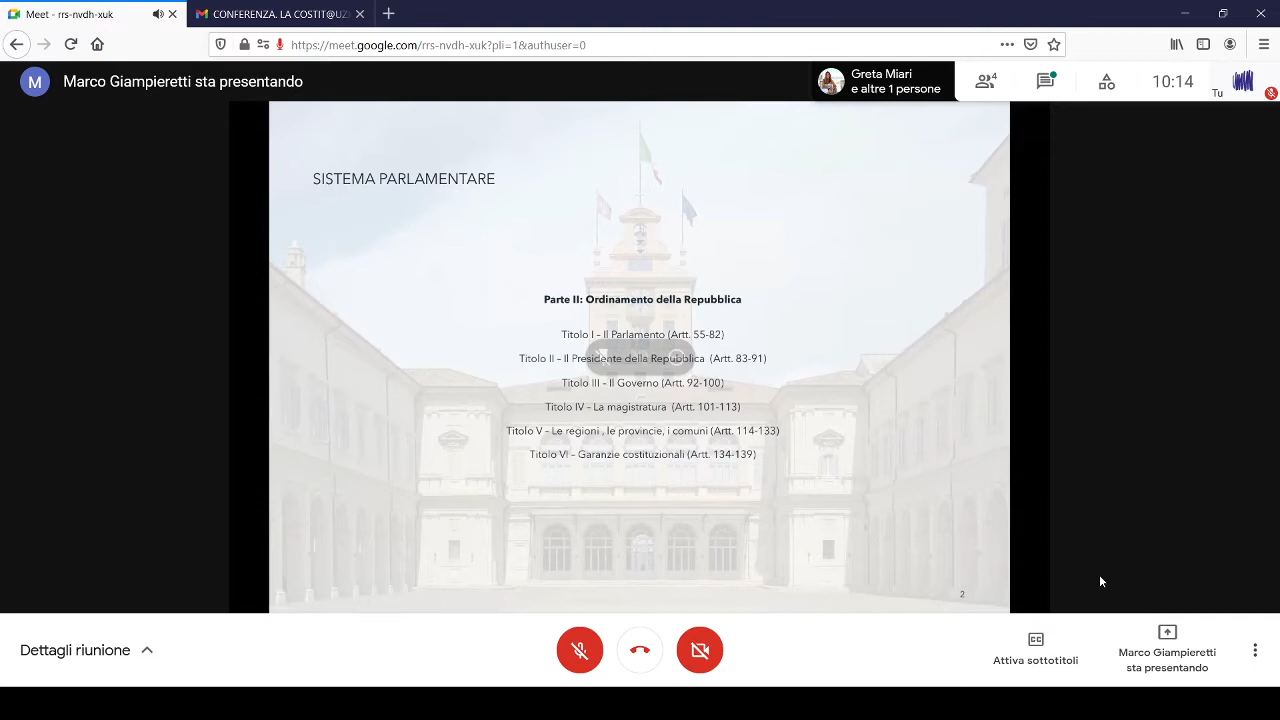 Meet - rrs-nvdh-xuk
CONFERENZA. LA COSTIT@UZ
https://meet.google.com/rrs-nvdh-xuk?pli=1&authuser=0
M
Marco Giampieretti sta presentando
Greta Miari
e altre 1 persone
4
10:14
Tu
SISTEMA PARLAMENTARE
Parte II: Ordinamento della Repubblica
Titolo I – Il Parlamento (Artt. 55-82)
Titolo II – Il Presidente della Repubblica (Artt. 83-91)
Titolo III – Il Governo (Artt. 92-100)
Titolo IV – La magistratura (Artt. 101-113)
Titolo V – Le regioni , le provincie, i comuni (Artt. 114-133)
Titolo VI – Garanzie costituzionali (Artt. 134-139)
2
Dettagli riunione
CC
Attiva sottotitoli
Marco Giampieretti
sta presentando